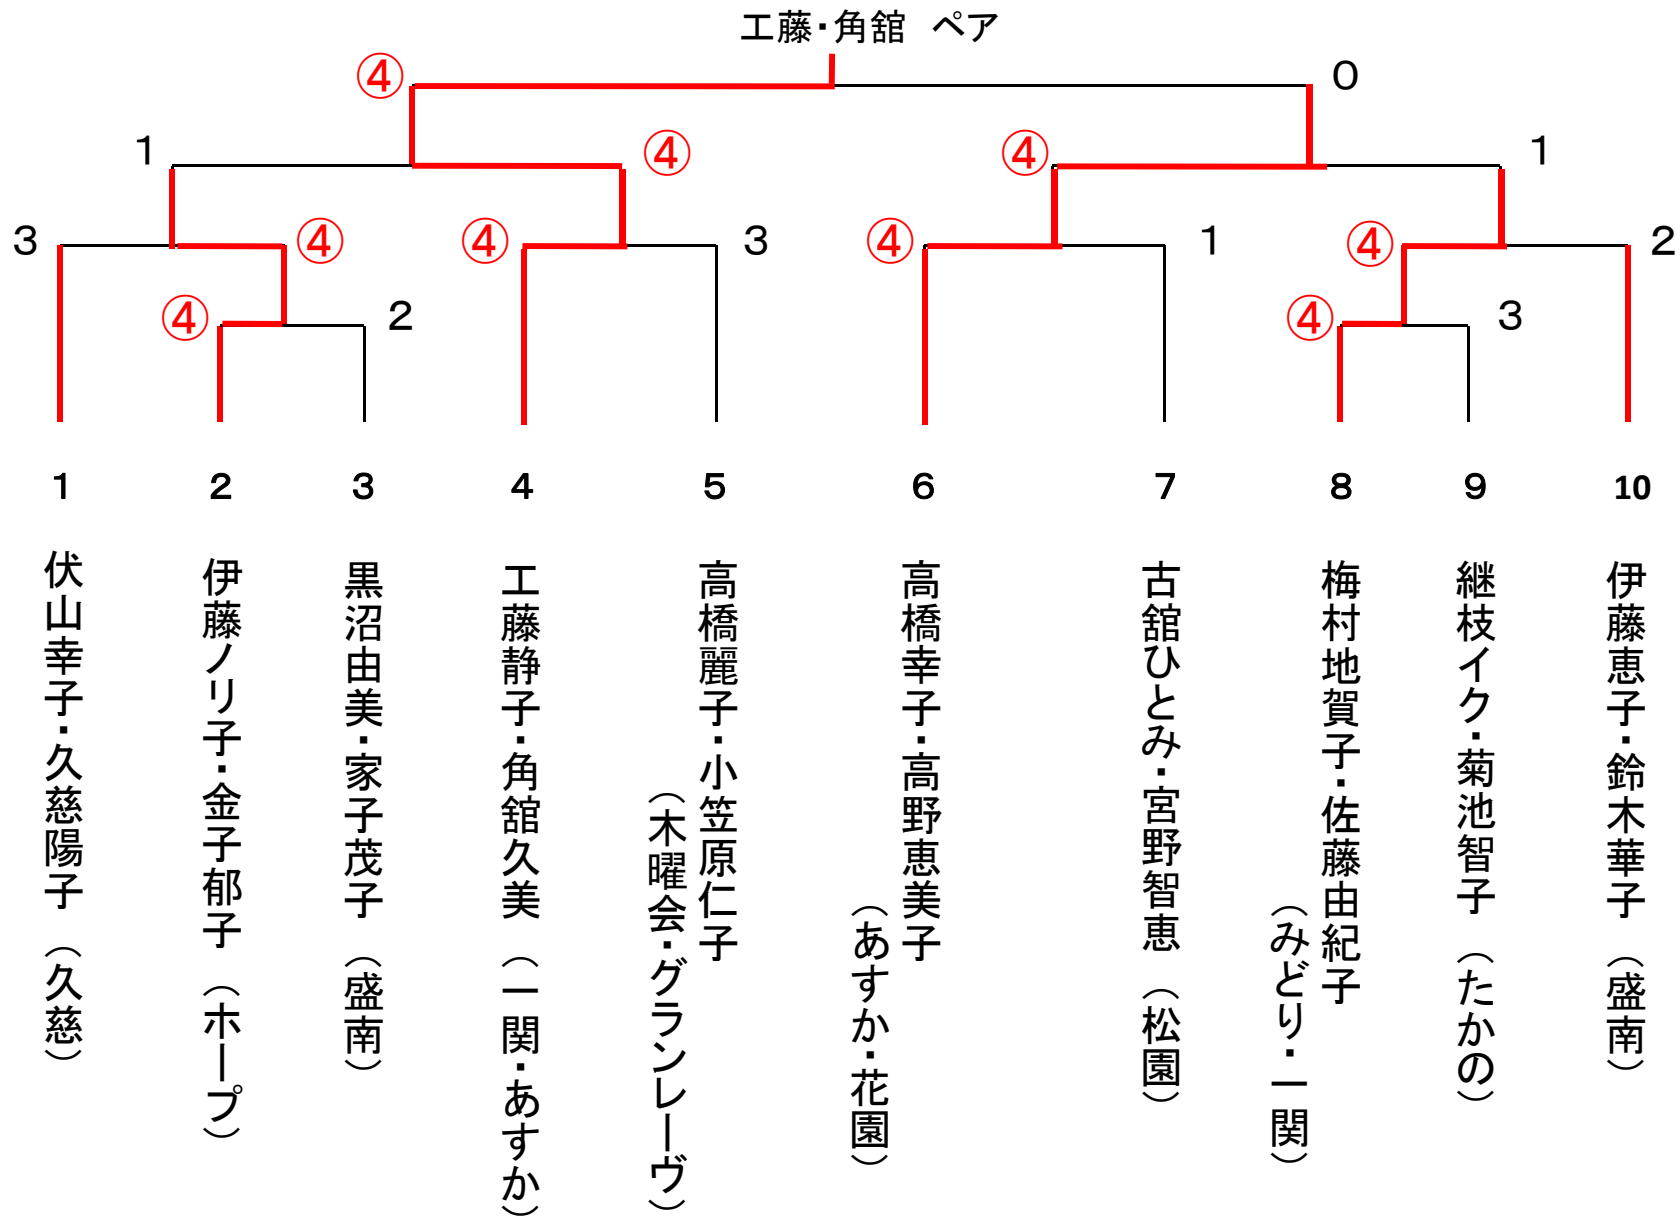 工藤・角舘　ペア
④
0
1
④
④
1
3
④
④
3
④
1
④
2
④
2
④
3
1
2
3
4
5
6
7
8
9
10
伏山幸子・久慈陽子（久慈）
伊藤ノリ子・金子郁子（ホープ）
黒沼由美・家子茂子（盛南）
工藤静子・角舘久美（一関・あすか）
高橋麗子・小笠原仁子
（木曜会・グランレーヴ）
高橋幸子・高野恵美子
（あすか・花園）
古舘ひとみ・宮野智恵（松園）
梅村地賀子・佐藤由紀子
（みどり・一関）
継枝イク・菊池智子（たかの）
伊藤恵子・鈴木華子（盛南）